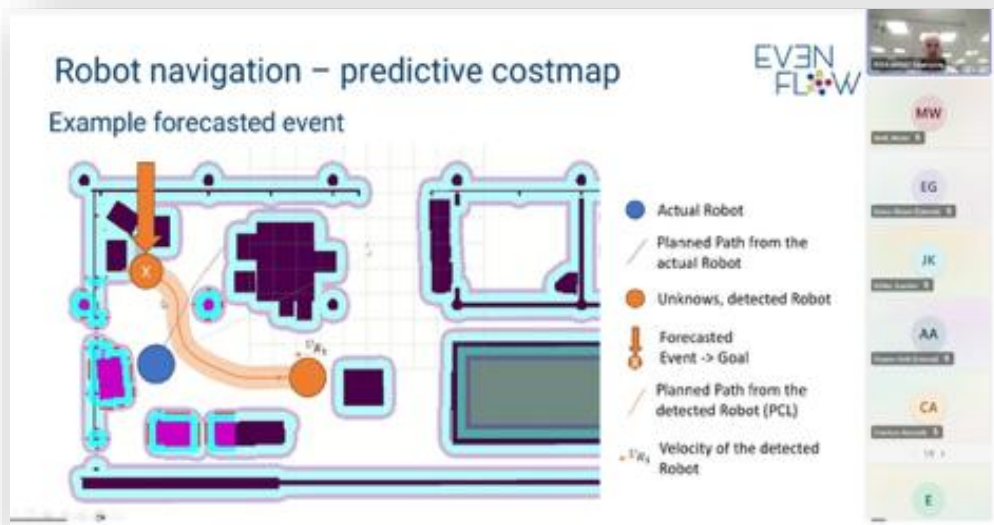 Robot navigation – predictive costmap
EVEN
FLOW
Example forecasted event
X
Actual Robot
Planned Path from the
actual Robot
Unknows, detected Robot
X
Forecasted
Event -> Goal
Planned Path from the
detected Robot (PCL)
Velocity of the detected
Robot
MW
EG
JK
AA
CA
E